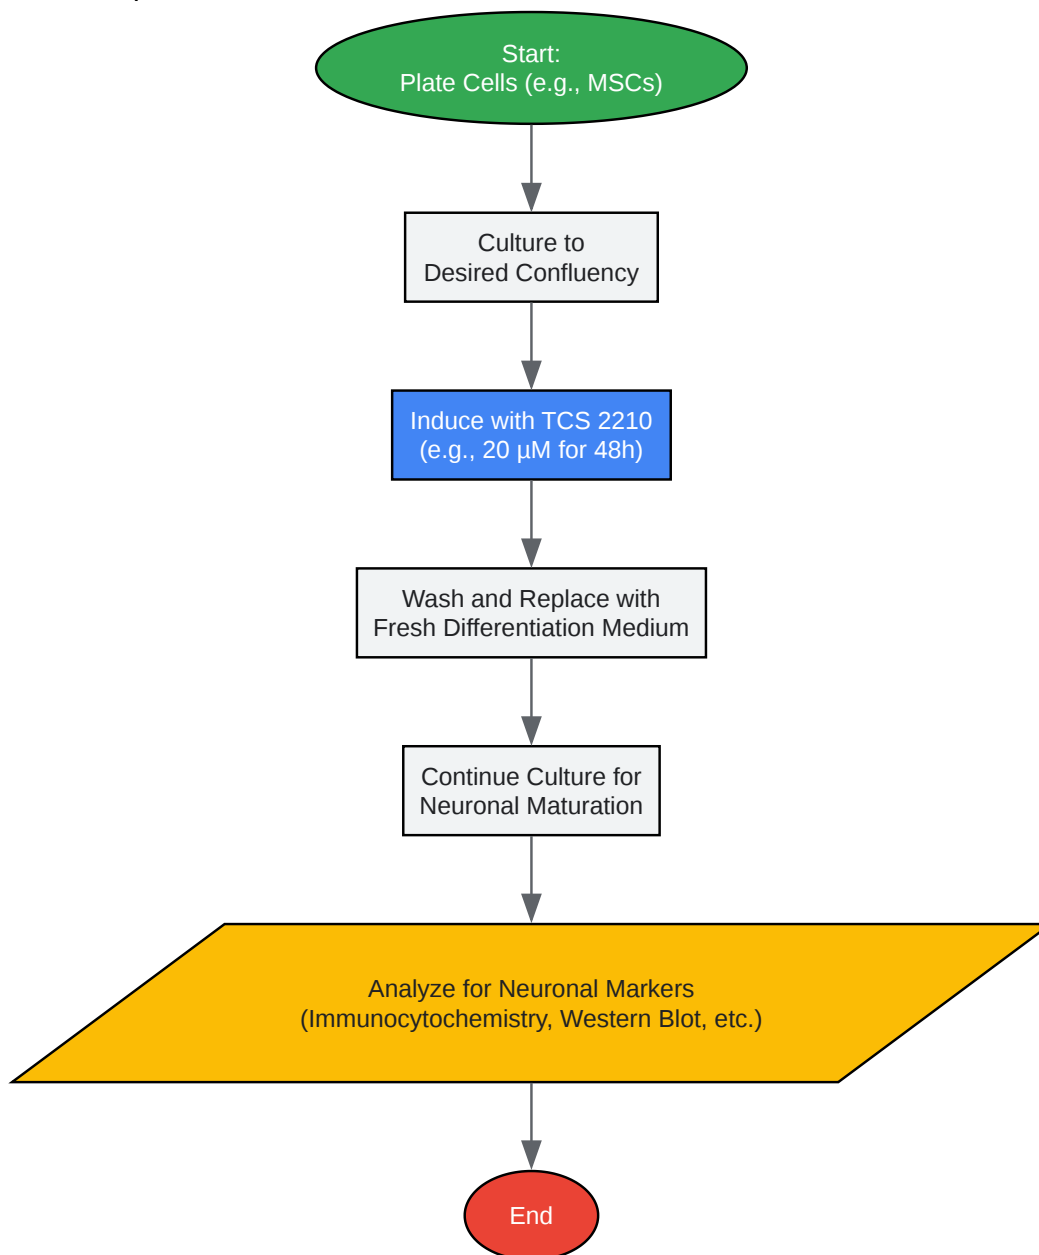 Start:
Plate Cells (e.g., MSCs)
Culture to
Desired Confluency
Induce with TCS 2210
(e.g., 20 µM for 48h)
Wash and Replace with
Fresh Differentiation Medium
Continue Culture for
Neuronal Maturation
Analyze for Neuronal Markers
(Immunocytochemistry, Western Blot, etc.)
End